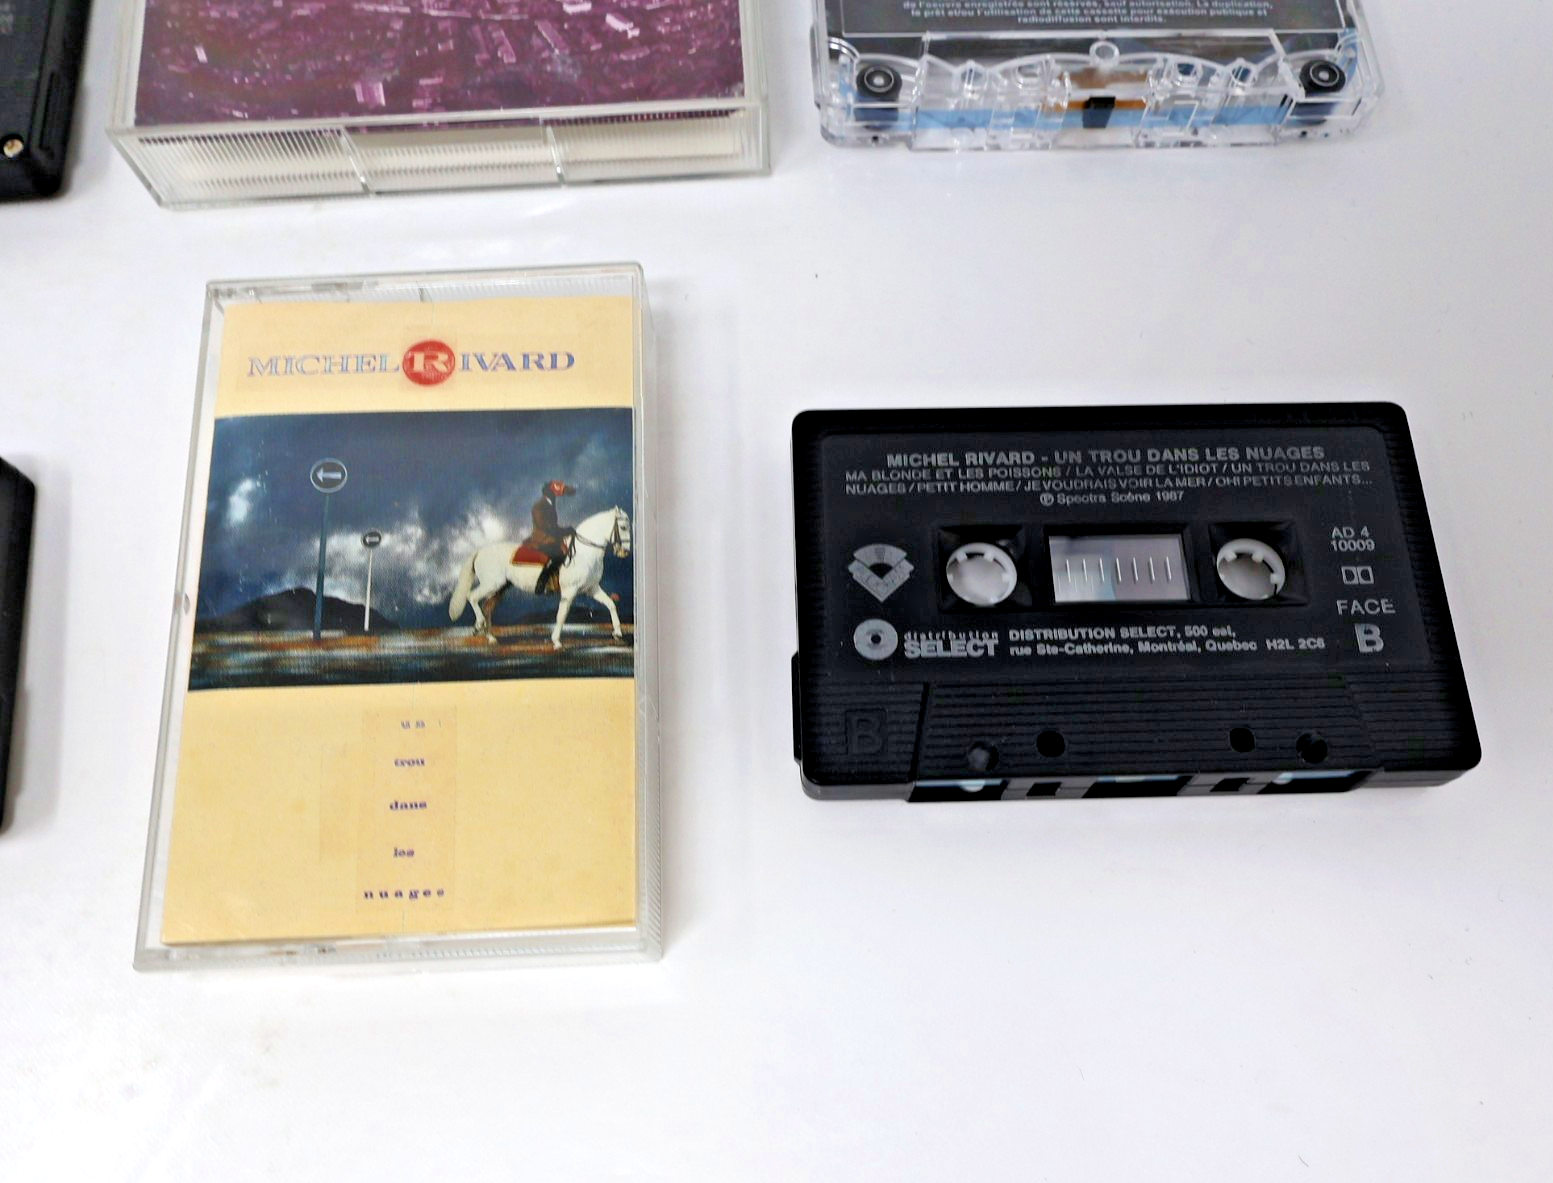 de l'oeuvre enregistrée sont réservés, sauf autorisation. La duplication,
le prêt et/ou l'utilisation de cette cassette pour exécution publique et
radiodiffusion sont interdits.
MICHEL RIVARD
un
trou
dans
les
nuages
MICHEL RIVARD - UN TROU DANS LES NUAGES
MA BLONDE ET LES POISSONS / LA VALSE DE L'IDIOT / UN TROU DANS LES
NUAGES / PETIT HOMME / JE VOUDRAIS VOIR LA MER / OH! PETITS ENFANTS...
Ⓟ Spectra Scène 1987
AD 4
10009
FACE
B
distribution
SELECT
DISTRIBUTION SELECT, 500 est,
rue Ste-Catherine, Montréal, Quebec H2L 2C6
B